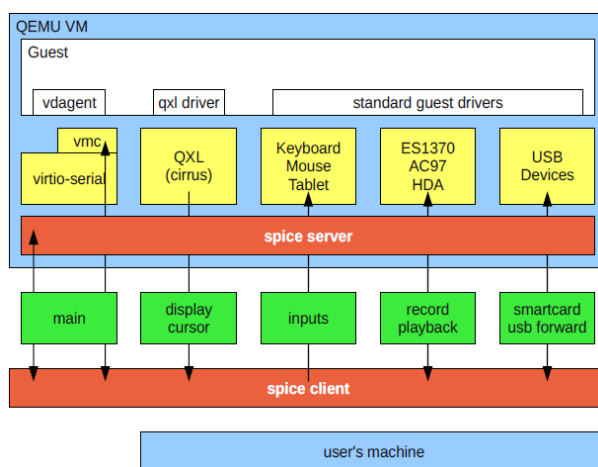 QEMU VM
Guest
vdagent
qxl driver
standard guest drivers
vmc
virtio-serial
QXL
(cirrus)
Keyboard
Mouse
Tablet
ES1370
AC97
HDA
USB
Devices
spice server
main
display
cursor
inputs
record
playback
smartcard
usb forward
spice client
user's machine